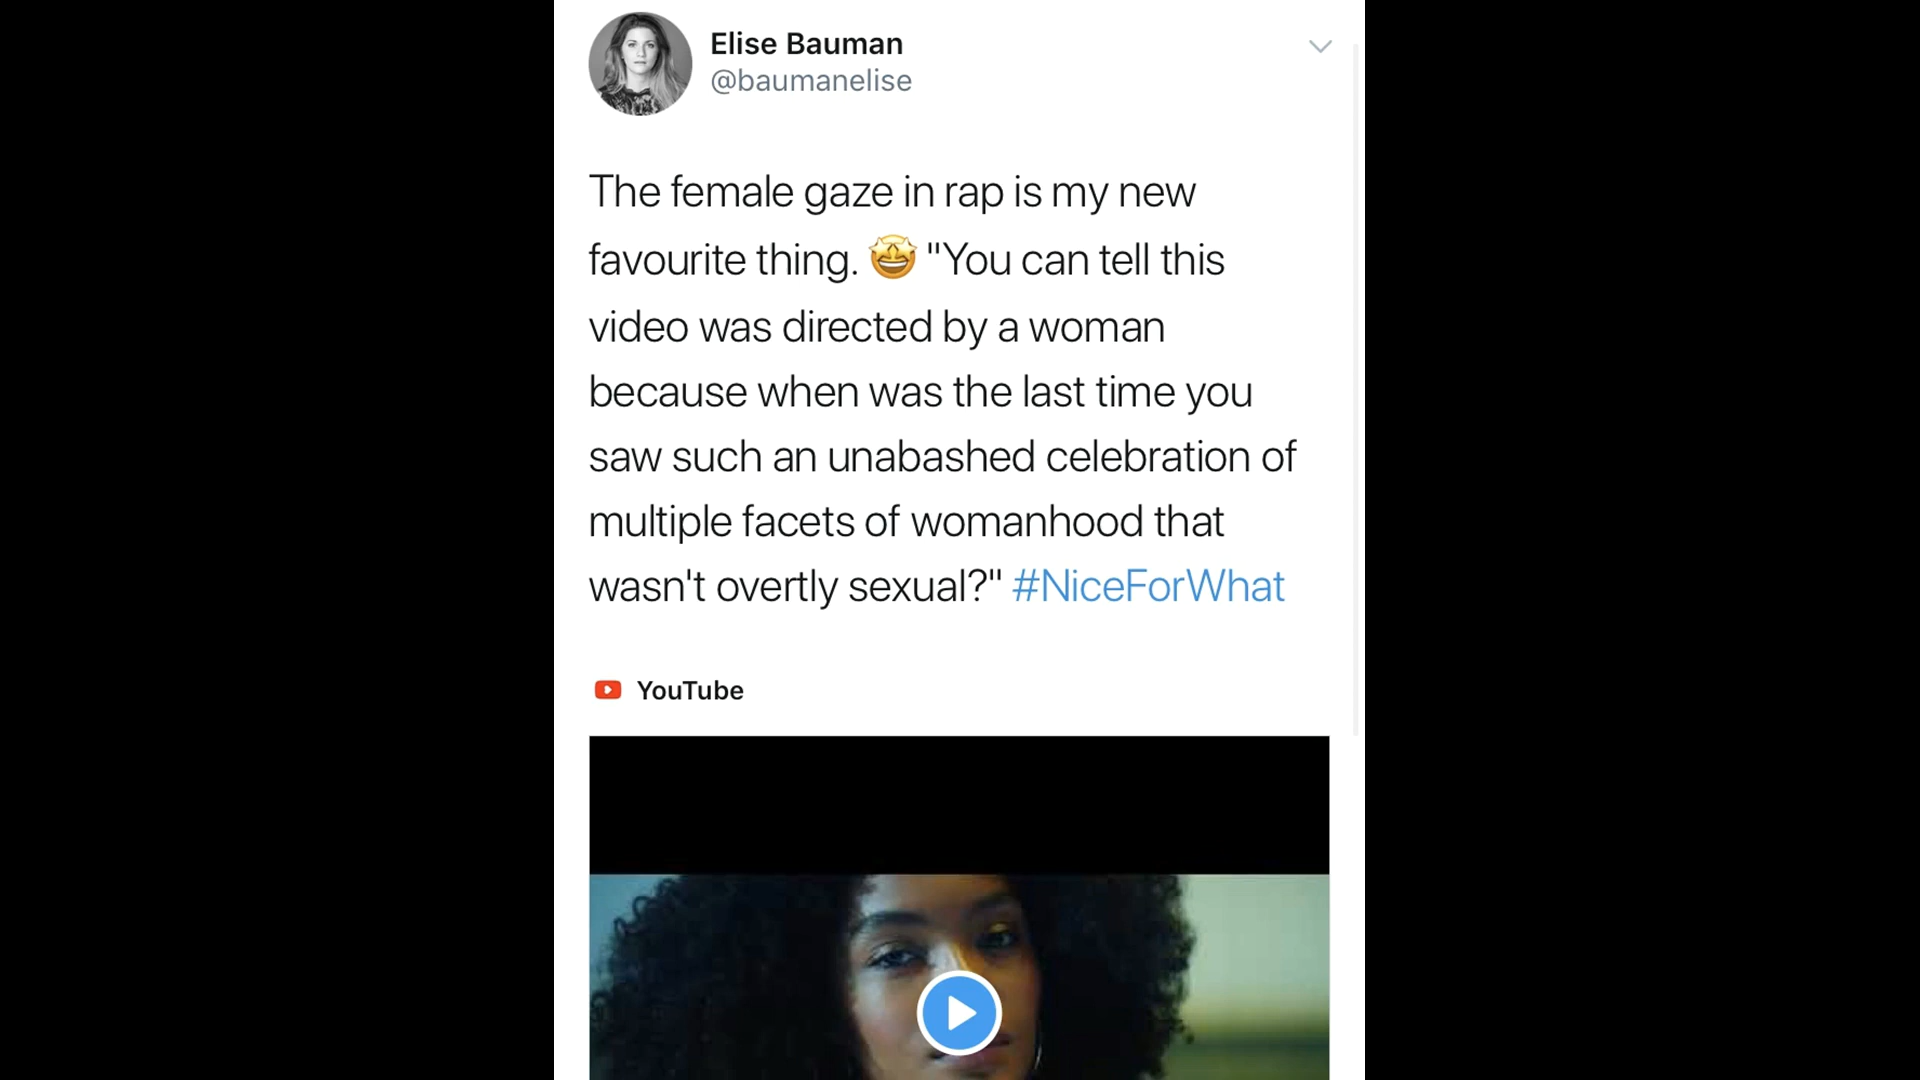 Elise Bauman
@baumanelise
The female gaze in rap is my new
favourite thing. 🤩 "You can tell this
video was directed by a woman
because when was the last time you
saw such an unabashed celebration of
multiple facets of womanhood that
wasn't overtly sexual?" #NiceForWhat
YouTube